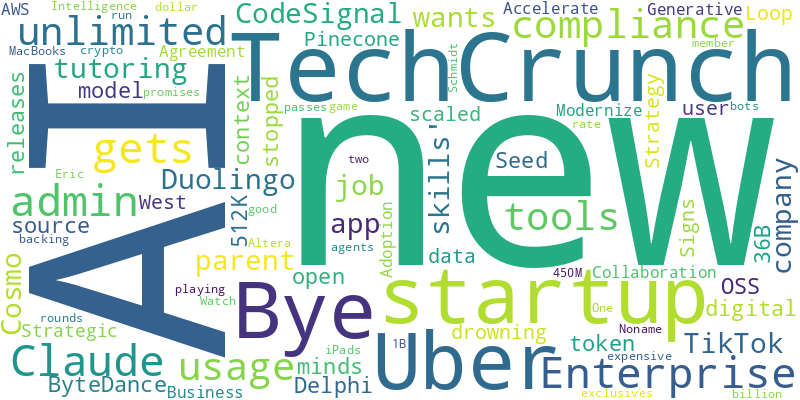 AWS Intelligence dollar CodeSignal wants Accelerate Generative Loop
run
unlimited TechCrunch compliance
MacBooks crypto Agreement Pinecone member
tutoring Schmidt
model promises context stopped passes game scaled Modernize user bots
releases AI gets new rate Strategy
two skills' Seed
Duolingo
admin West job tools company
source Eric 512K good app Signs 36B
backing Altera agents Adoption data
Cosmo parent open 450M Collaboration OSS
playing startup digital
rounds Watch Bye One
Strategic Uber drowning Noname token TikTok
Claude usage iPads minds 1B Enterprise
ByteDance Business Delphi expensive
exclusives billion